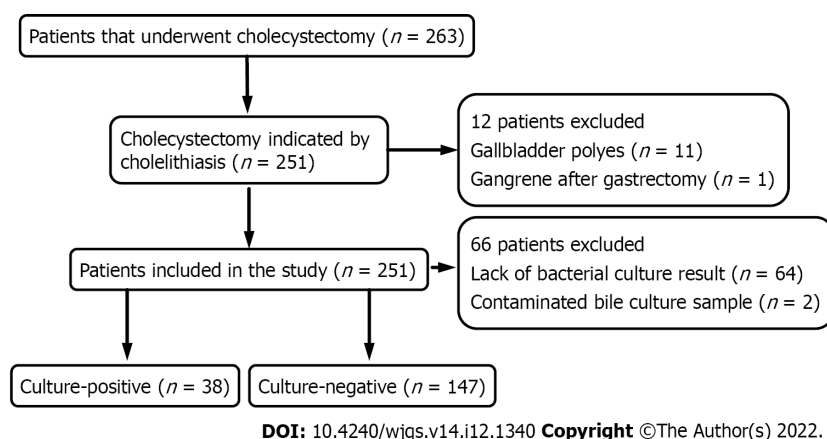 Patients that underwent cholecystectomy (n = 263)
Cholecystectomy indicated by
cholelithiasis (n = 251)
12 patients excluded
Gallbladder polyes (n = 11)
Gangrene after gastrectomy (n = 1)
Patients included in the study (n = 251)
66 patients excluded
Lack of bacterial culture result (n = 64)
Contaminated bile culture sample (n = 2)
Culture-positive (n = 38)
Culture-negative (n = 147)
DOI: 10.4240/wjgs.v14.i12.1340 Copyright ©The Author(s) 2022.